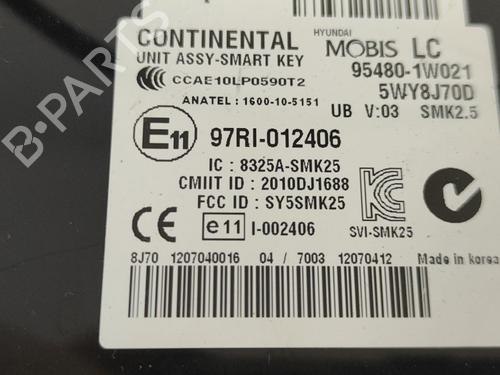 CONTINENTAL
UNIT ASSY-SMART KEY
CCAE10LP0590T2
ANATEL : 1600-10-5151
HYUNDAI
MOBIS LC
95480-1W021
5WY8J70D
UB V:03 SMK2.5
E11 97RI-012406
IC : 8325A-SMK25
CMIIT ID : 2010DJ1688
FCC ID : SY5SMK25
CE e11 I-002406
KC
SVI-SMK25
N
8J70 1207040016 04 / 7003 12070412 Made in korea
B-PARTS